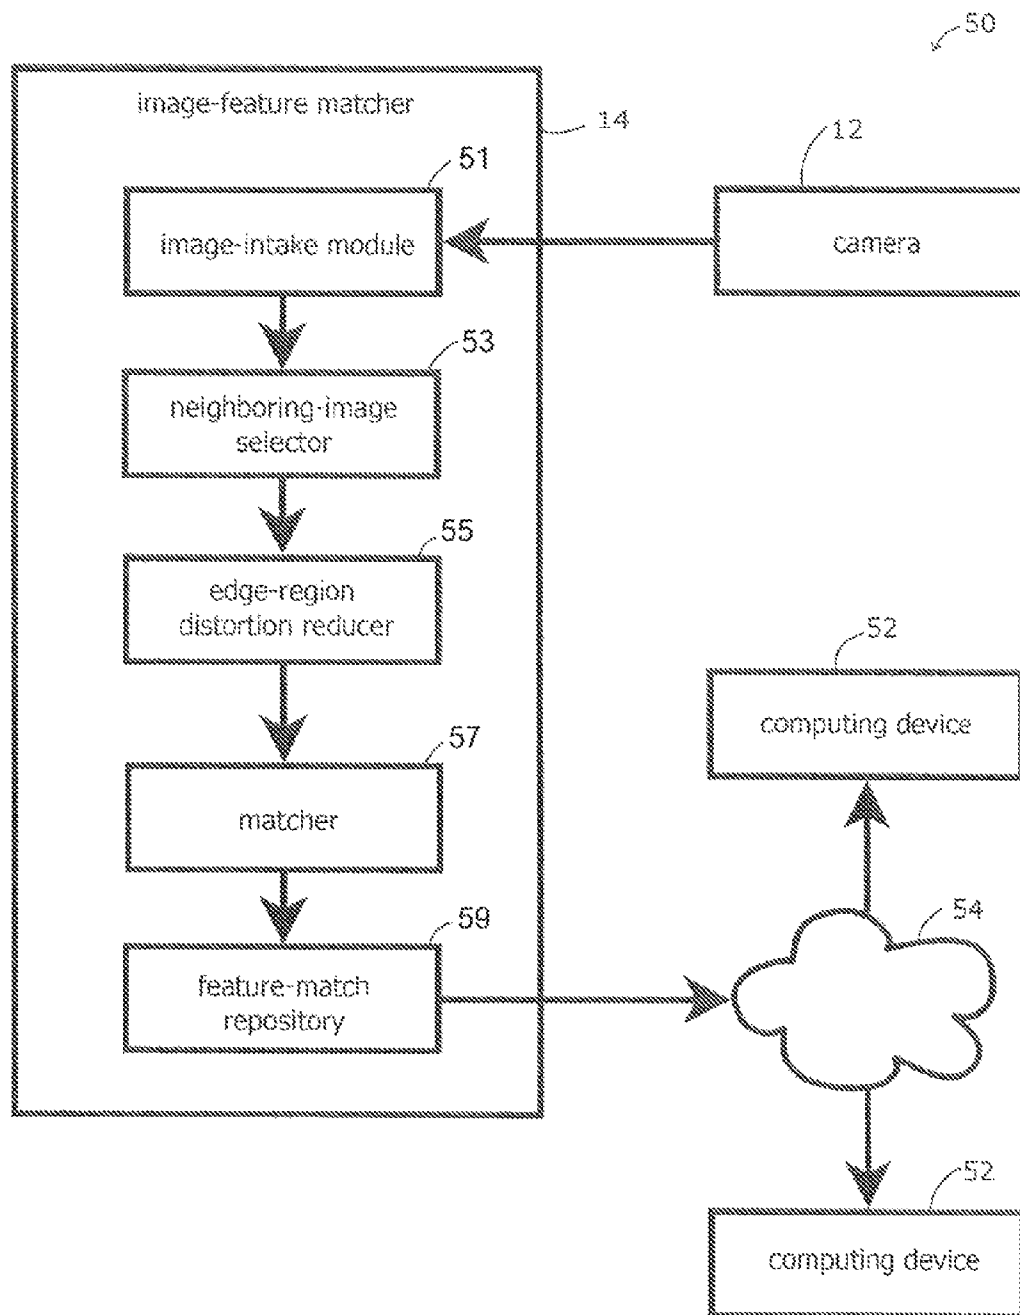 50
image-feature matcher
14
12
51
image-intake module
camera
53
neighboring-image
selector
55
edge-region
distortion reducer
52
computing device
57
matcher
54
59
feature-match
repository
52
computing device